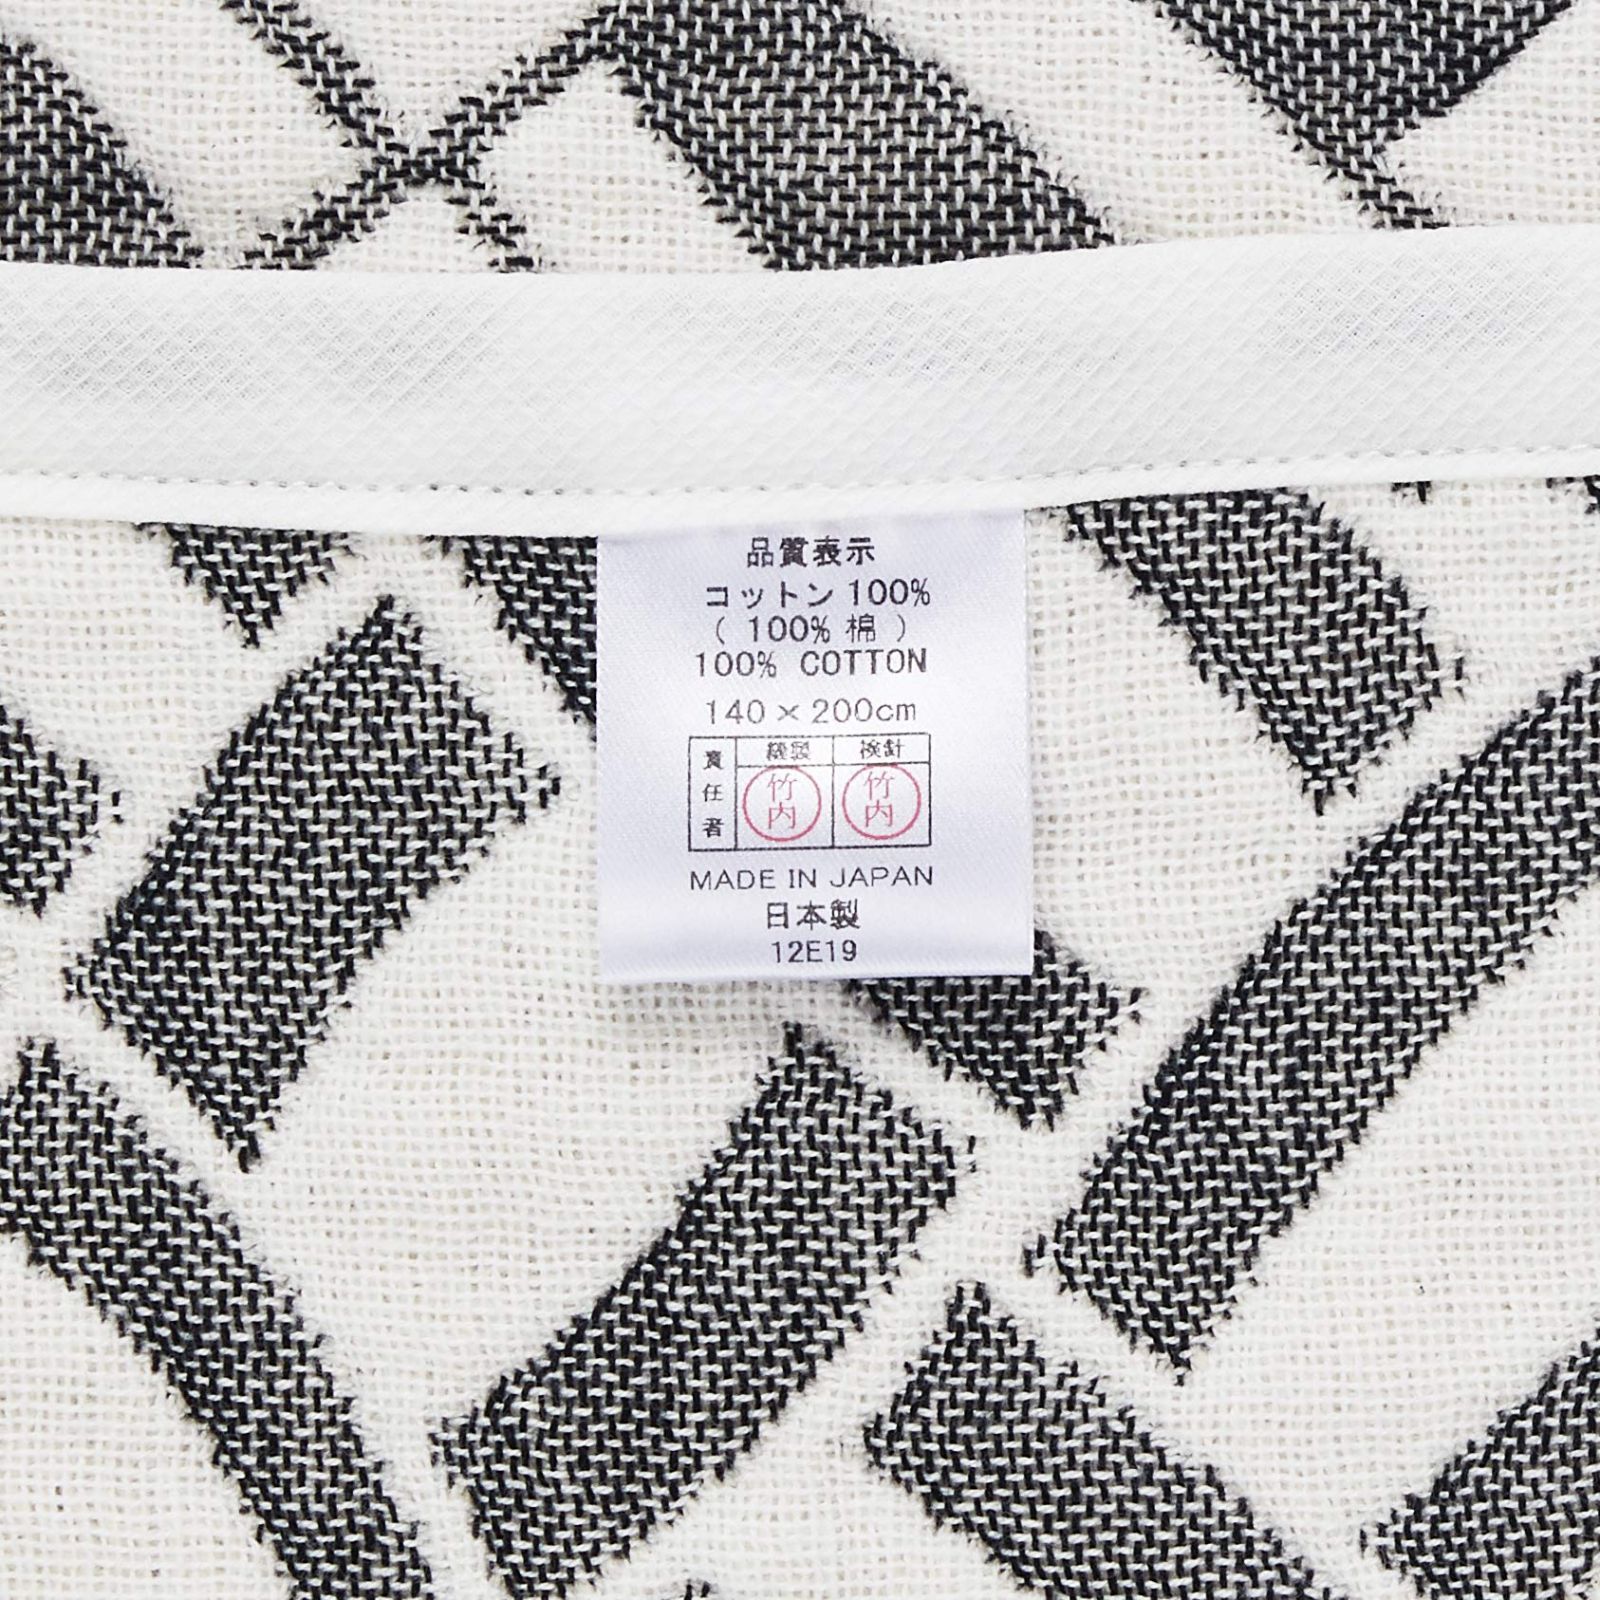 品質表示
コットン 100%
( 100% 棉 )
100% COTTON
140 × 200cm
責任者 縫製 検針
竹内 竹内
MADE IN JAPAN
日本製
12E19